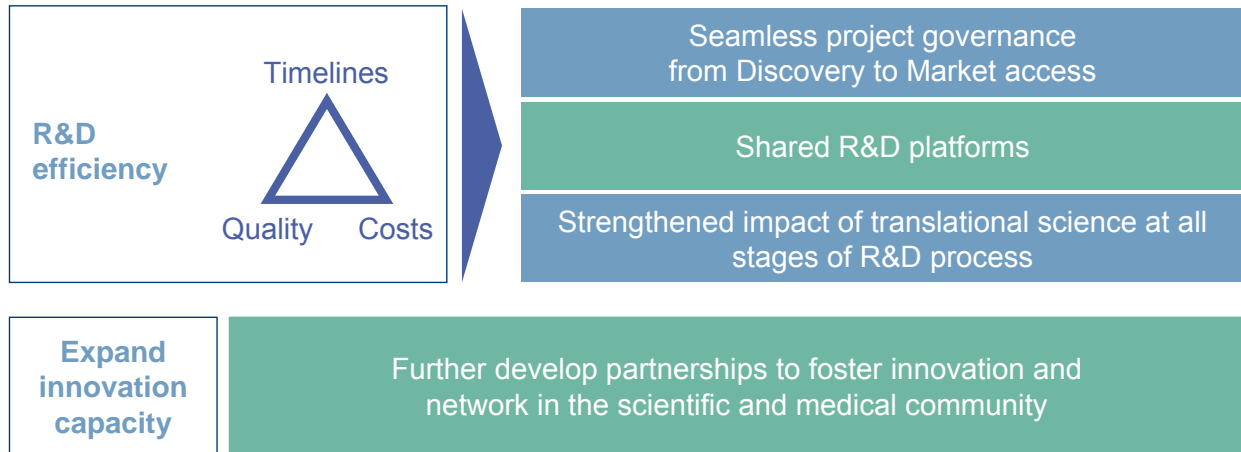 R&D
efficiency
Timelines
Quality
Costs
Seamless project governance
from Discovery to Market access
Shared R&D platforms
Strengthened impact of translational science at all
stages of R&D process
Expand
innovation
capacity
Further develop partnerships to foster innovation and
network in the scientific and medical community